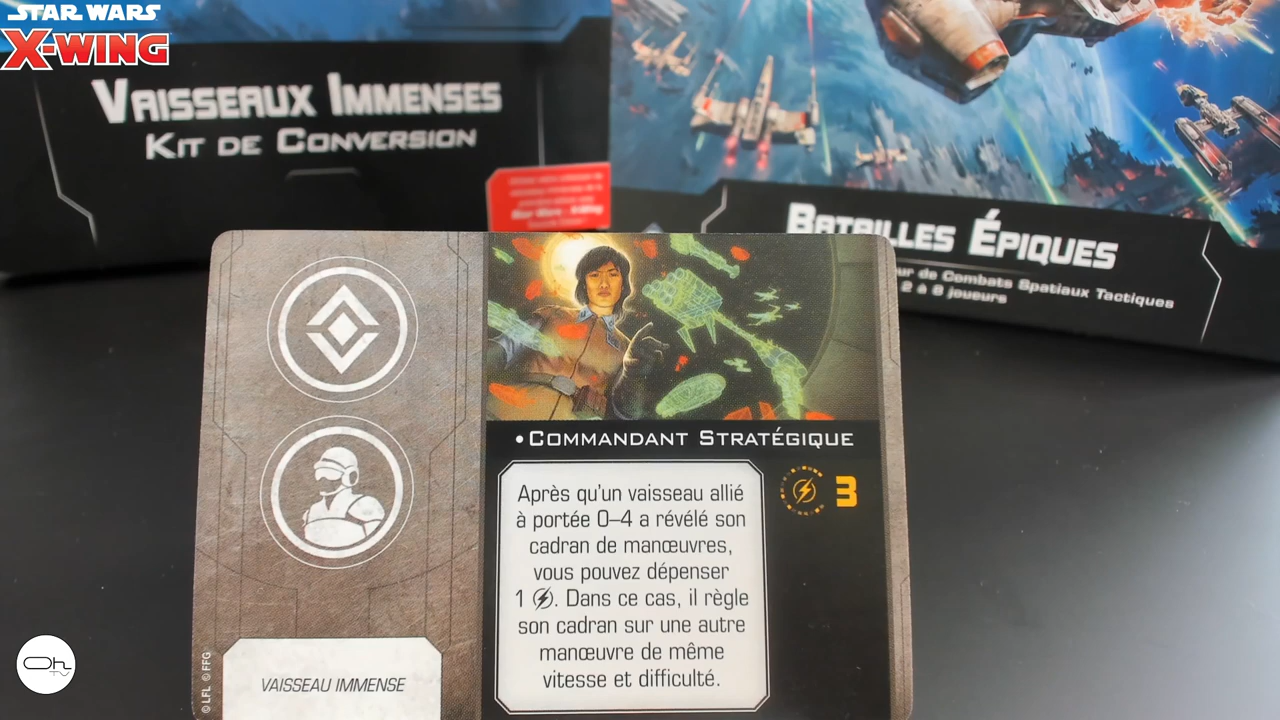 STAR WARS
X-WING
VAISSEAUX IMMENSES
KIT DE CONVERSION
BATAILLES ÉPIQUES
ur de Combats Spatiaux Tactiques
2 à 8 joueurs
•COMMANDANT STRATÉGIQUE
3
Après qu'un vaisseau allié
à portée 0–4 a révélé son
cadran de manœuvres,
vous pouvez dépenser
1 . Dans ce cas, il règle
son cadran sur une autre
manœuvre de même
vitesse et difficulté.
VAISSEAU IMMENSE
© LFL © FFG
Oh
TV